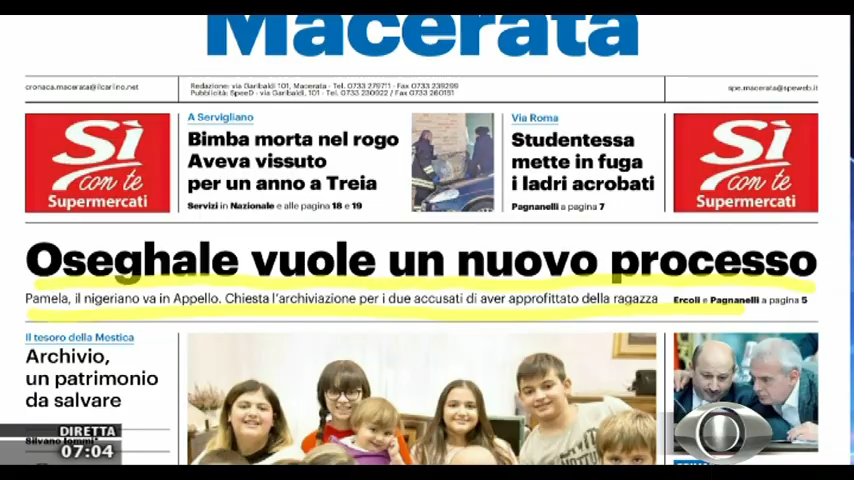 Macerata
cronaca.macerata@ilcarlino.net
Redazione: via Garibaldi 101, Macerata - Tel. 0733 279711 - Fax 0733 239299
Pubblicità: SpeeD - via Garibaldi, 101 - Tel. 0733 230922 / Fax 0733 260151
spe.macerata@speweb.it
Sì
con te
Supermercati
A Servigliano
Bimba morta nel rogo
Aveva vissuto
per un anno a Treia
Servizi in Nazionale e alle pagina 18 e 19
Via Roma
Studentessa
mette in fuga
i ladri acrobati
Pagnanelli a pagina 7
Sì
con te
Supermercati
Oseghale vuole un nuovo processo
Pamela, il nigeriano va in Appello. Chiesta l'archiviazione per i due accusati di aver approfittato della ragazza
Ercoli e Pagnanelli a pagina 5
Il tesoro della Mestica
Archivio,
un patrimonio
da salvare
Silvano Iommi
DIRETTA
07:04